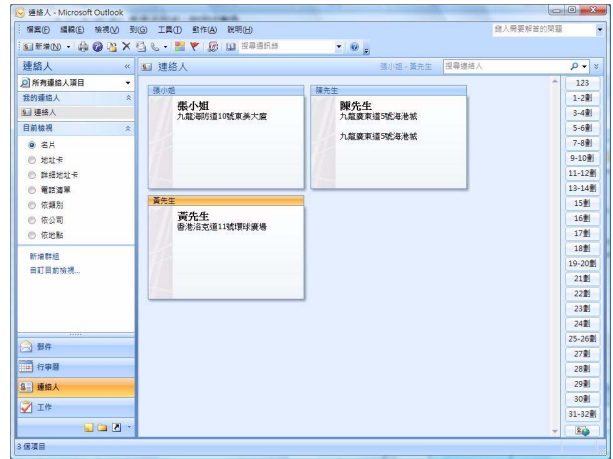 連絡人 - Microsoft Outlook
檔案(F) 編輯(E) 檢視(V) 到(G) 工具(T) 動作(A) 說明(H)
鍵入需要解答的問題
新增(N)
搜尋通訊錄
連絡人
所有連絡人項目
我的連絡人
連絡人
目前檢視
名片
地址卡
詳細地址卡
電話清單
依類別
依公司
依地點
新增群組
自訂目前檢視...
郵件
行事曆
連絡人
工作
3 個項目
連絡人
張小姐 - 黃先生
搜尋連絡人
張小姐
張小姐
九龍海防道10號東英大廈
陳先生
陳先生
九龍廣東道5號海港城
九龍廣東道5號海港城
黃先生
黃先生
香港洛克道11號環球廣場
123
1-2劃
3-4劃
5-6劃
7-8劃
9-10劃
11-12劃
13-14劃
15劃
16劃
17劃
18劃
19-20劃
21劃
22劃
23劃
24劃
25-26劃
27劃
28劃
29劃
30劃
31-32劃